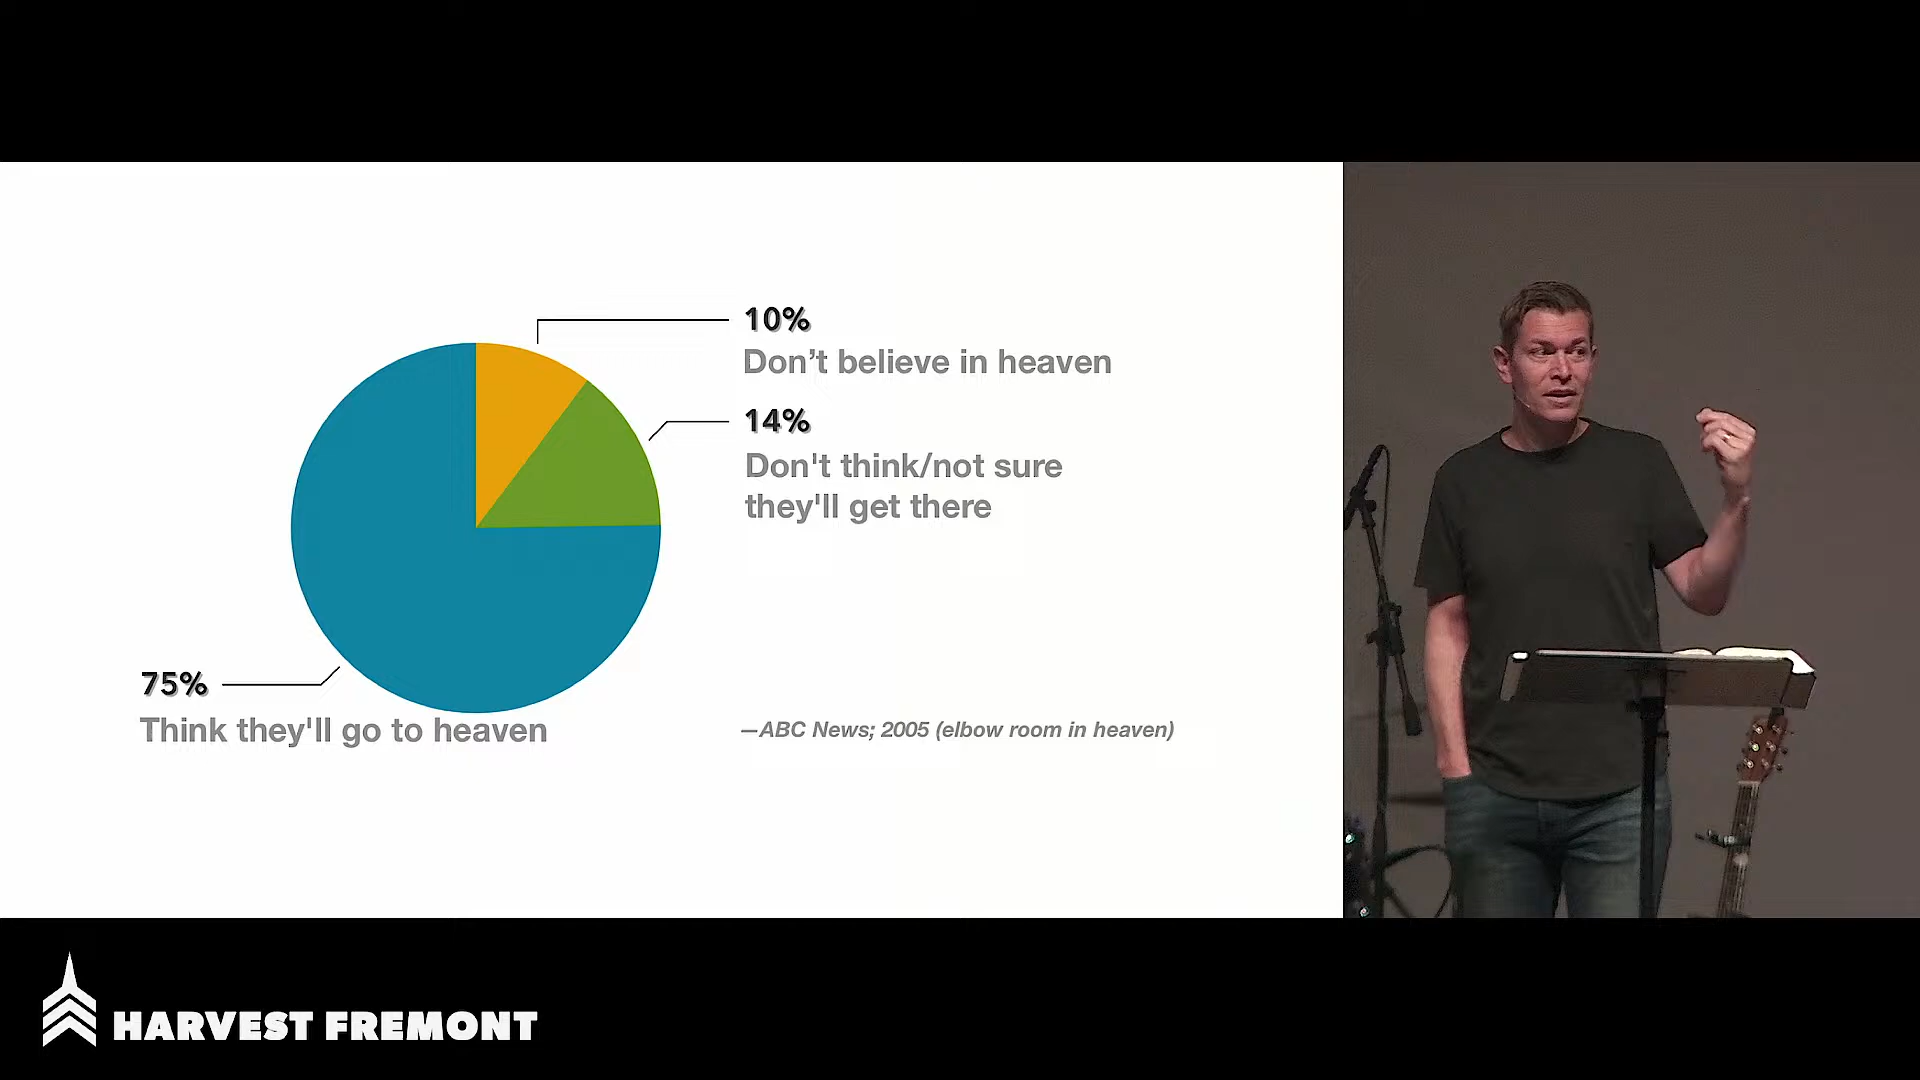 10%
Don’t believe in heaven
14%
Don't think/not sure
they'll get there
75%
Think they'll go to heaven
—ABC News; 2005 (elbow room in heaven)
HARVEST FREMONT